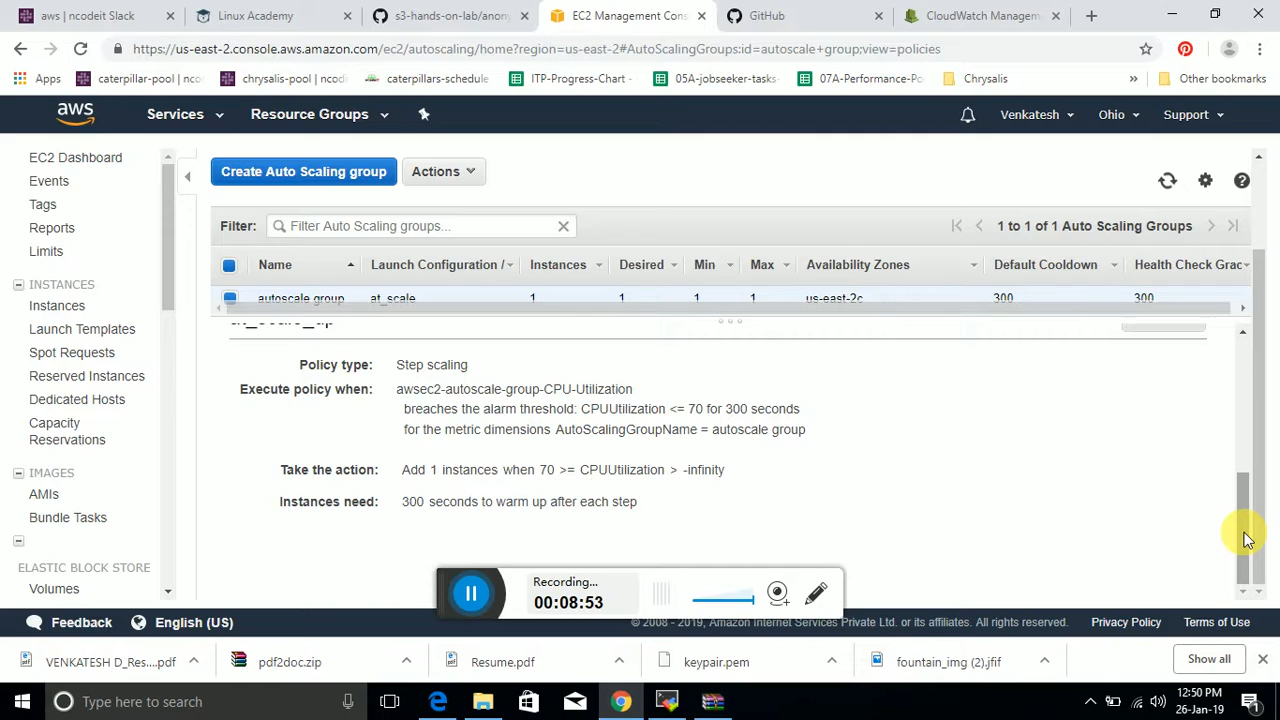 aws | ncodeit Slack
Linux Academy
s3-hands-on-lab/anony
EC2 Management Cons
GitHub
CloudWatch Managem
https://us-east-2.console.aws.amazon.com/ec2/autoscaling/home?region=us-east-2#AutoScalingGroups:id=autoscale+group;view=policies
Apps
caterpillar-pool | nco
chrysalis-pool | ncodei
caterpillars-schedule
ITP-Progress-Chart -
05A-jobseeker-tasks
07A-Performance-Po
Chrysalis
»
Other bookmarks
aws
Services
Resource Groups
Venkatesh
Ohio
Support
EC2 Dashboard
Events
Tags
Reports
Limits
INSTANCES
Instances
Launch Templates
Spot Requests
Reserved Instances
Dedicated Hosts
Capacity
Reservations
IMAGES
AMIs
Bundle Tasks
ELASTIC BLOCK STORE
Volumes
Create Auto Scaling group
Actions
Filter: Filter Auto Scaling groups...
1 to 1 of 1 Auto Scaling Groups
Name Launch Configuration / Instances Desired Min Max Availability Zones Default Cooldown Health Check Grac
autoscale group at_scale 1 1 1 1 us-east-2c 300 300
Policy type: Step scaling
Execute policy when: awsec2-autoscale-group-CPU-Utilization
breaches the alarm threshold: CPUUtilization <= 70 for 300 seconds
for the metric dimensions AutoScalingGroupName = autoscale group
Take the action: Add 1 instances when 70 >= CPUUtilization > -infinity
Instances need: 300 seconds to warm up after each step
Recording...
00:08:53
Feedback
English (US)
© 2008 - 2019, Amazon Internet Services Private Ltd. or its affiliates. All rights reserved.
Privacy Policy
Terms of Use
VENKATESH D_Res....pdf
pdf2doc.zip
Resume.pdf
keypair.pem
fountain_img (2).jfif
Show all
Type here to search
12:50 PM
26-Jan-19
1